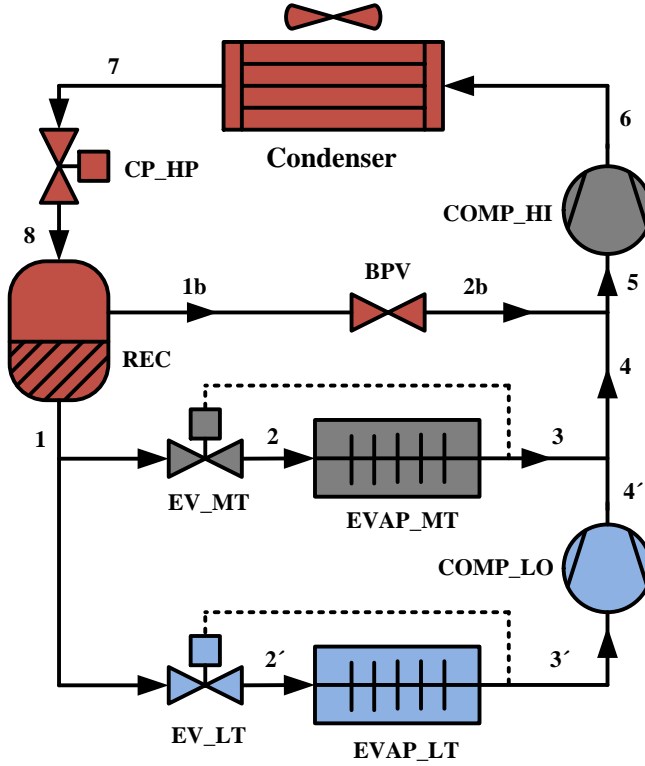 7
6
Condenser
CP_HP
COMP_HI
8
1b
BPV
2b
5
REC
4
1
2
3
EV_MT
EVAP_MT
4´
COMP_LO
2´
3´
EV_LT
EVAP_LT